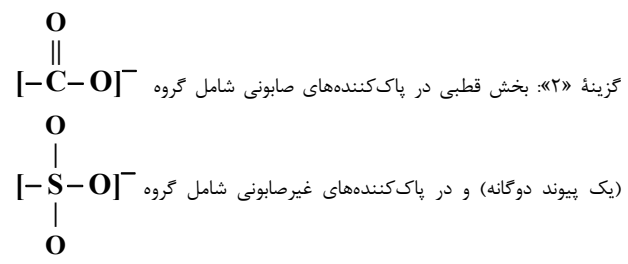 O
||
گزینهٔ «۲»: بخش قطبی در پاک‌کننده‌های صابونی شامل گروه [–C–O]⁻
O
|
(یک پیوند دوگانه) و در پاک‌کننده‌های غیرصابونی شامل گروه [–S–O]⁻
|
O